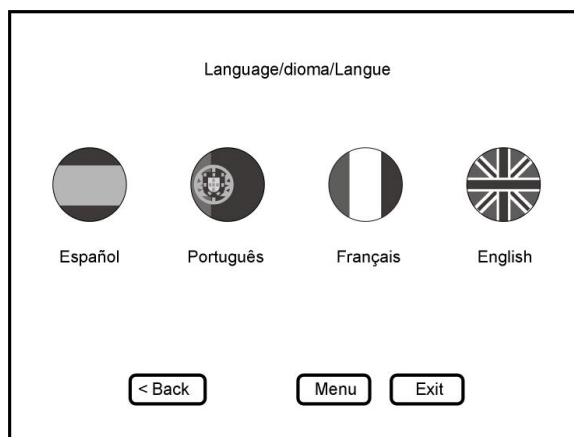 Language/dioma/Langue
Español Português Français English
< Back Menu Exit